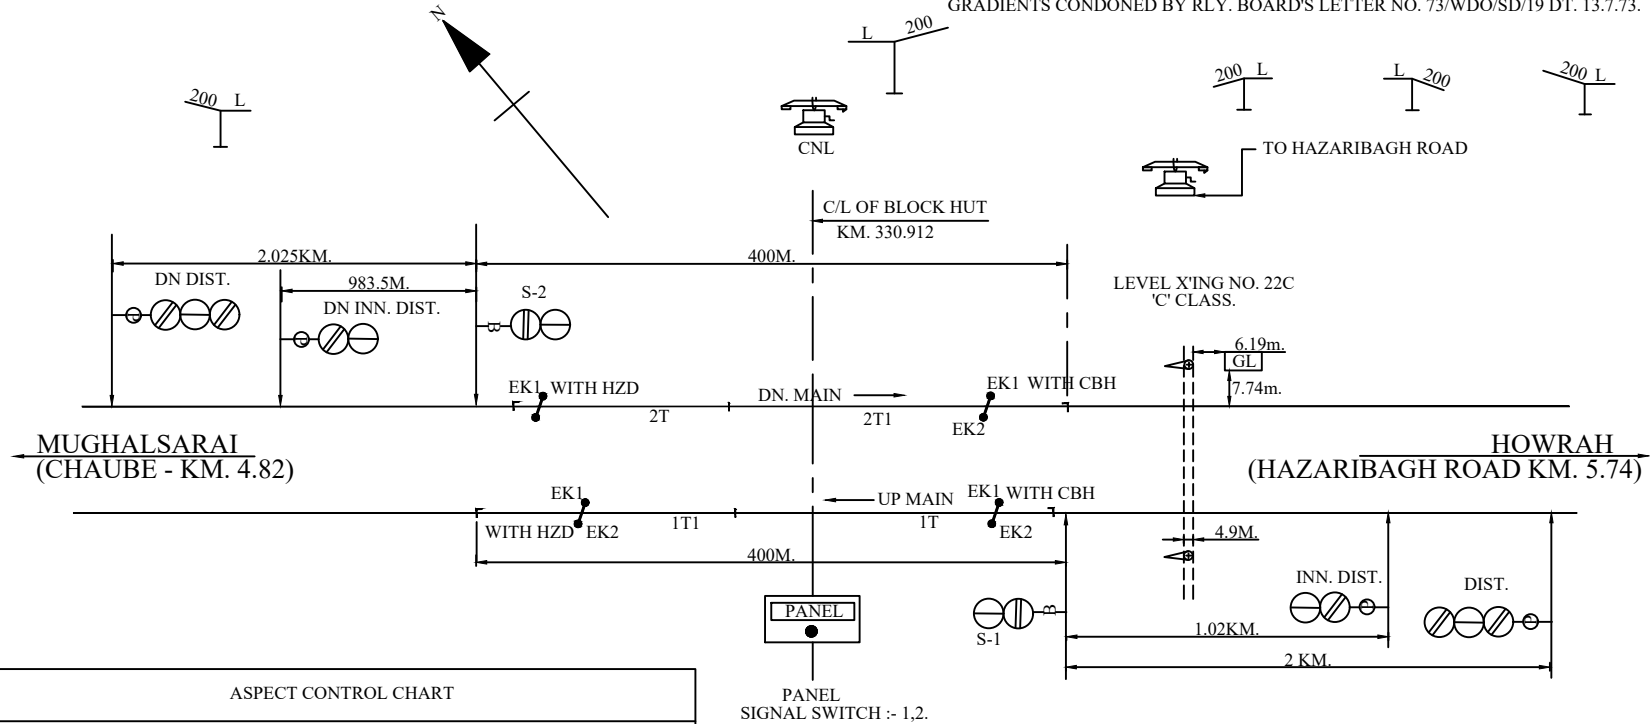 GRADIENTS CONDONED BY RLY. BOARD'S LETTER NO. 73/WDO/SD/19 DT. 13.7.73.
N
200 L
L 200
200 L
L 200
200 L
CNL
TO HAZARIBAGH ROAD
C/L OF BLOCK HUT
KM. 330.912
2.025KM.
400M.
DN DIST.
983.5M.
DN INN. DIST.
S-2
B
P
P
LEVEL X'ING NO. 22C
'C' CLASS.
6.19m.
GL
7.74m.
EK1 WITH HZD
DN. MAIN
EK1 WITH CBH
2T
2T1
EK2
MUGHALSARAI
(CHAUBE - KM. 4.82)
HOWRAH
(HAZARIBAGH ROAD KM. 5.74)
EK1
UP MAIN
EK1 WITH CBH
WITH HZD EK2
1T1
1T
EK2
4.9M.
400M.
INN. DIST.
DIST.
PANEL
B
P
P
S-1
1.02KM.
2 KM.
ASPECT CONTROL CHART
PANEL
SIGNAL SWITCH :- 1,2.